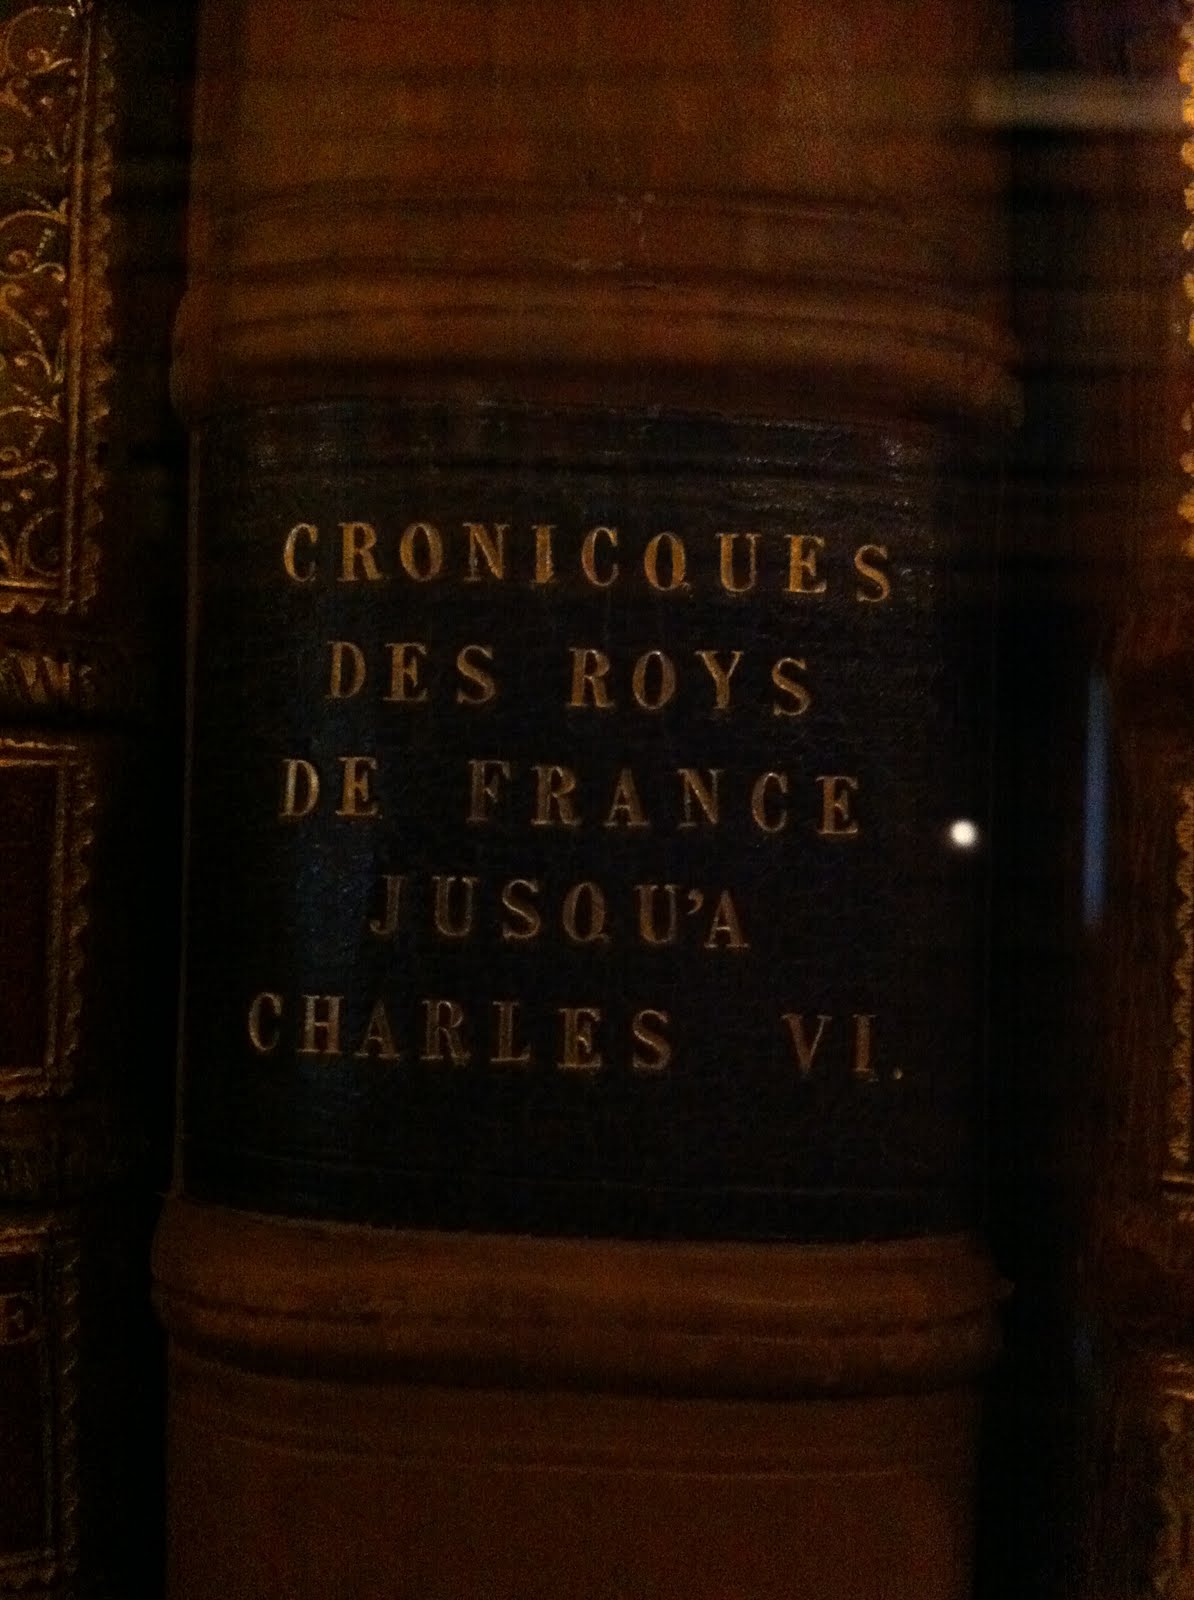 CRONICQUES
DES ROYS
DE FRANCE
JUSQU'A
CHARLES VI.